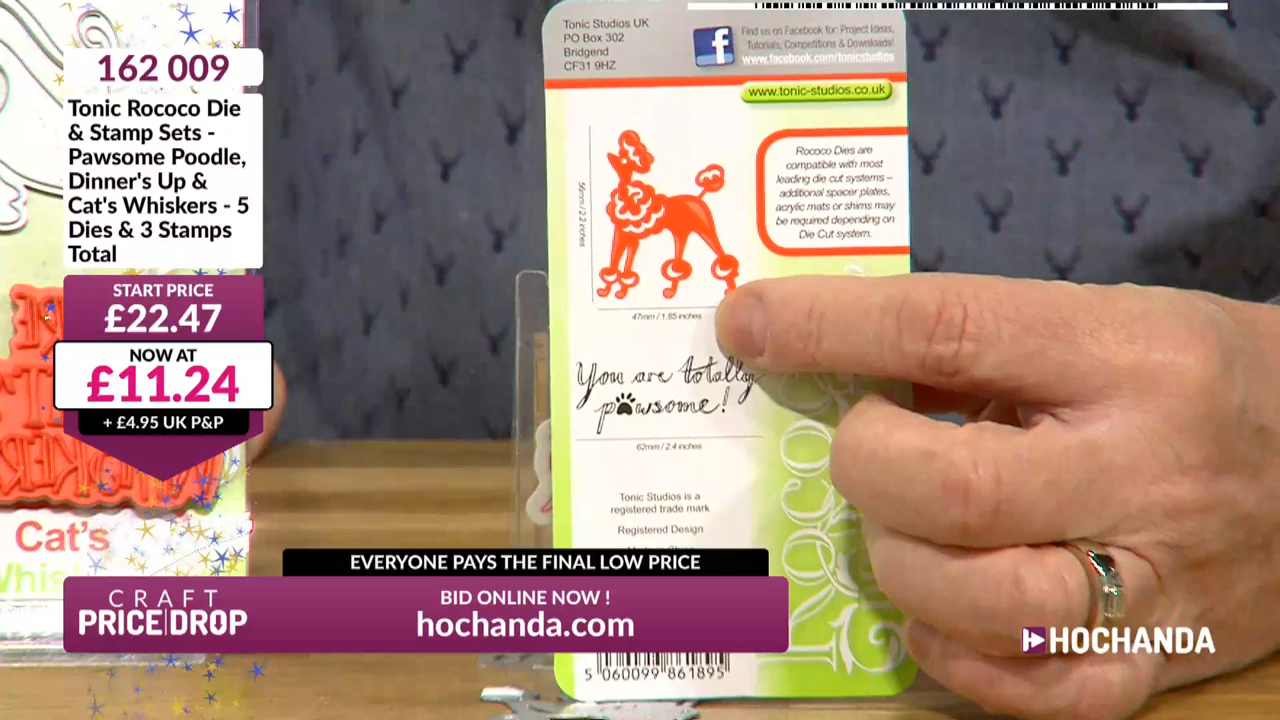 162 009
Tonic Rococo Die
& Stamp Sets -
Pawsome Poodle,
Dinner's Up &
Cat's Whiskers - 5
Dies & 3 Stamps
Total
START PRICE
£22.47
NOW AT
£11.24
+ £4.95 UK P&P
Cat's
Tonic Studios UK
PO Box 302
Bridgend
CF31 9HZ
f
Find us on Facebook for: Project Ideas,
Tutorials, Competitions & Downloads!
www.facebook.com/tonicstudios
www.tonic-studios.co.uk
56mm / 2.2 inches
Rococo Dies are
compatible with most
leading die cut systems –
additional spacer plates,
acrylic mats or shims may
be required depending on
Die Cut system.
47mm / 1.85 inches
You are totally
pawsome!
62mm / 2.4 inches
Tonic Studios is a
registered trade mark
Registered Design
Rococo
5 060099 861895
EVERYONE PAYS THE FINAL LOW PRICE
CRAFT
PRICE DROP
BID ONLINE NOW !
hochanda.com
HOCHANDA